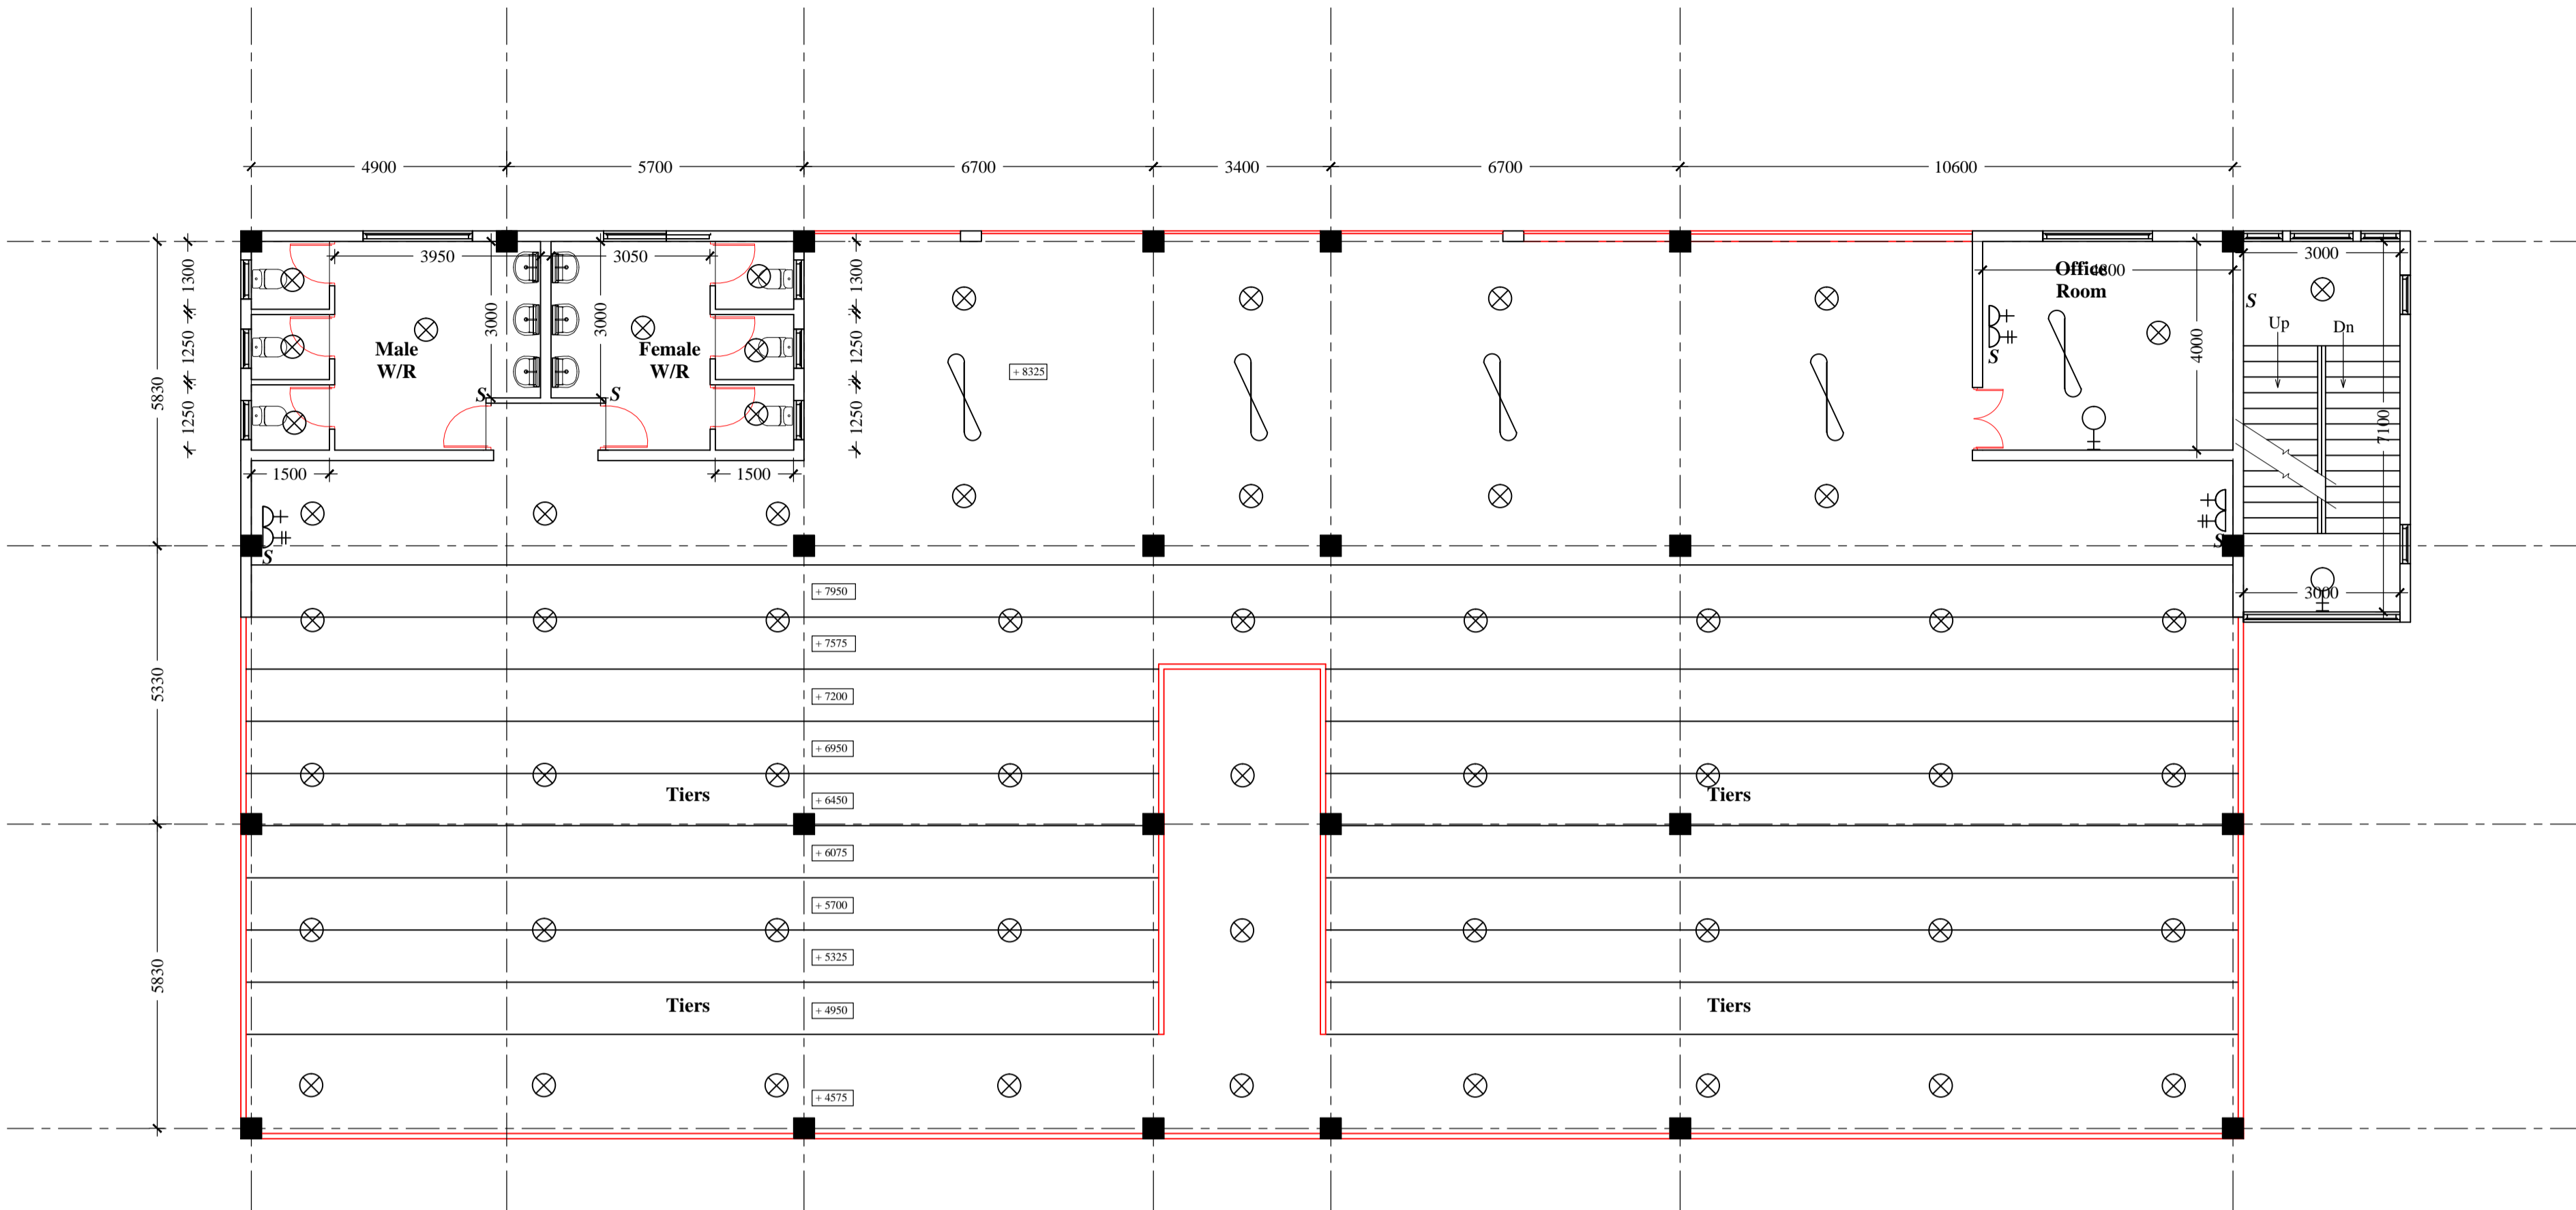 4900
5700
6700
3400
6700
10600
5830
5330
5830
1300
1250
1250
3950
3050
3000
3000
1300
1250
1250
Male
W/R
Female
W/R
S
S
1500
1500
S
+ 8325
Office
Room
4800
4000
S
S
3000
S
Up
Dn
7100
3000
+ 7950
+ 7575
+ 7200
+ 6950
Tiers
+ 6450
Tiers
+ 6075
+ 5700
+ 5325
Tiers
+ 4950
Tiers
+ 4575